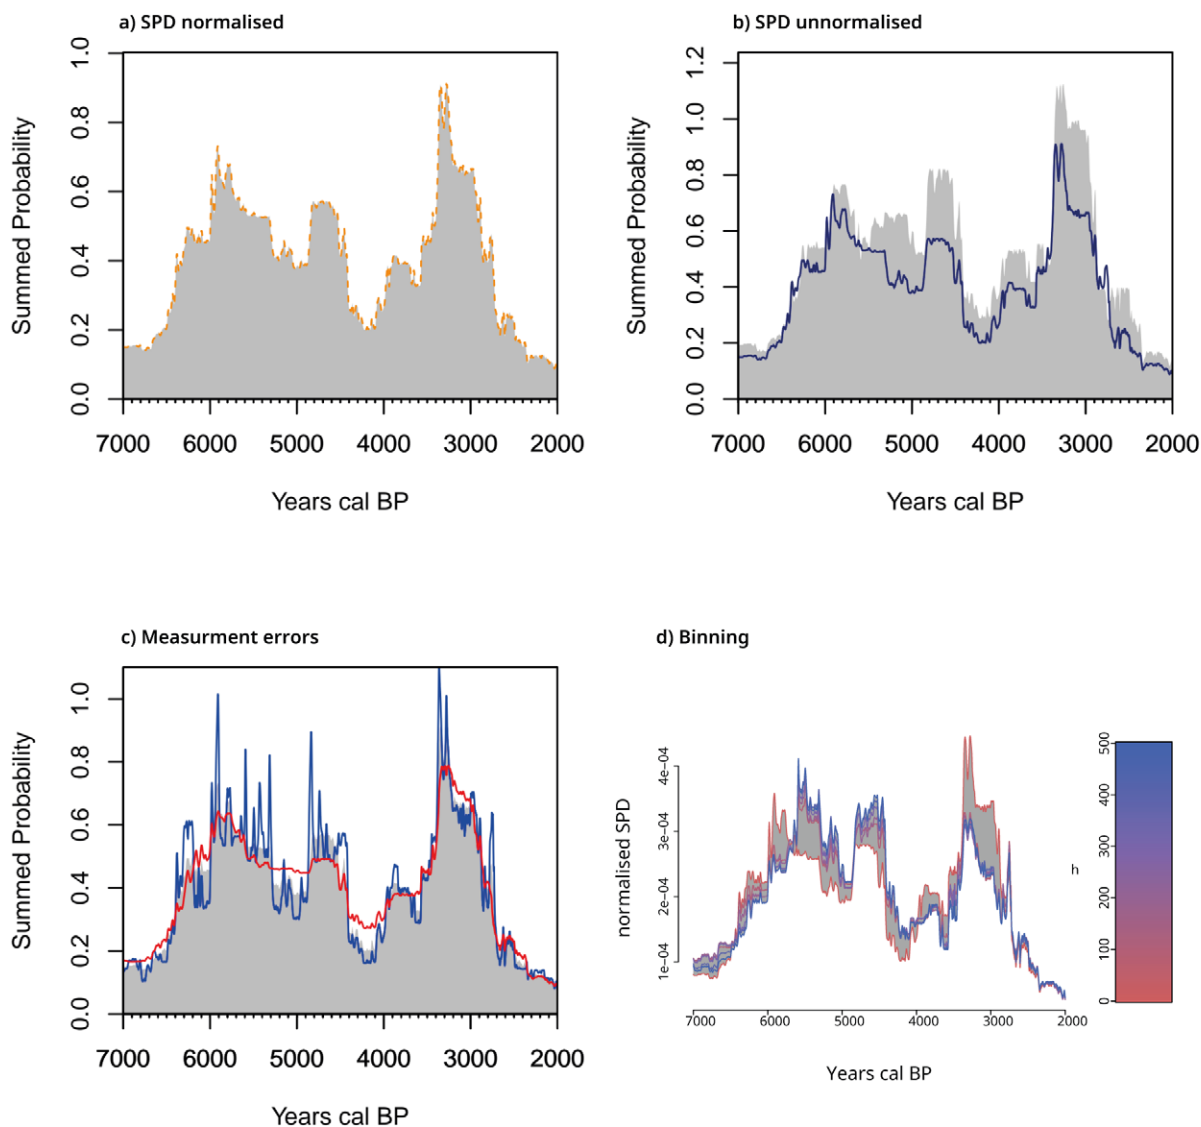 a) SPD normalised
Summed Probability
1.0
0.8
0.6
0.4
0.2
0.0
7000 6000 5000 4000 3000 2000
Years cal BP
b) SPD unnormalised
Summed Probability
1.2
1.0
0.8
0.6
0.4
0.2
0.0
7000 6000 5000 4000 3000 2000
Years cal BP
c) Measurment errors
Summed Probability
1.0
0.8
0.6
0.4
0.2
0.0
7000 6000 5000 4000 3000 2000
Years cal BP
d) Binning
normalised SPD
4e-04
3e-04
2e-04
1e-04
7000 6000 5000 4000 3000 2000
Years cal BP
500
400
300
200
100
0
h